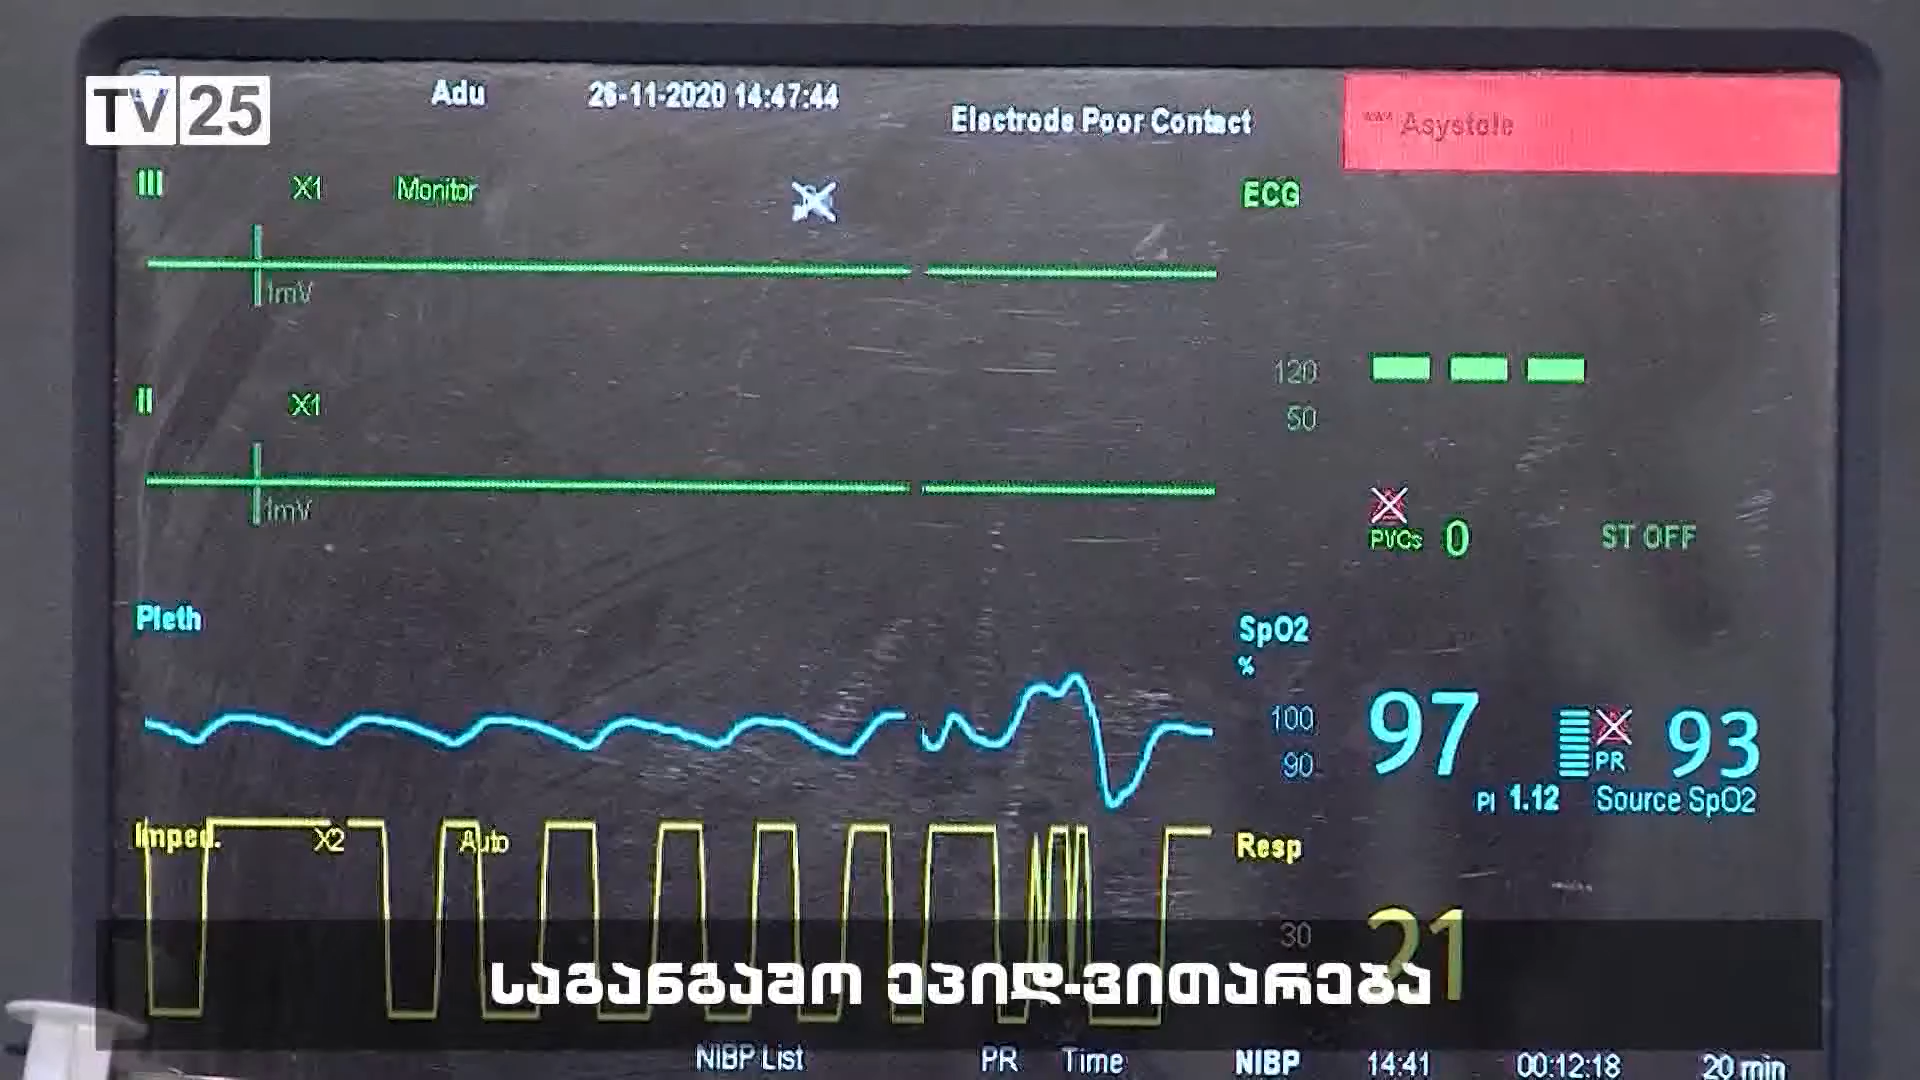 TV 25
Adu 26-11-2020 14:47:44
Electrode Poor Contact
*** Asystole
III X1 Monitor
ECG
1mV
120
50
II X1
1mV
PVCs 0 ST OFF
Pleth
SpO2
%
100
90
97
PR 93
PI 1.12 Source SpO2
Imped. X2 Auto
Resp
30
21
საგანგაშო ეპიდ-ვითარება
NIBP List PR Time NIBP 14:41 00:12:18 20 min